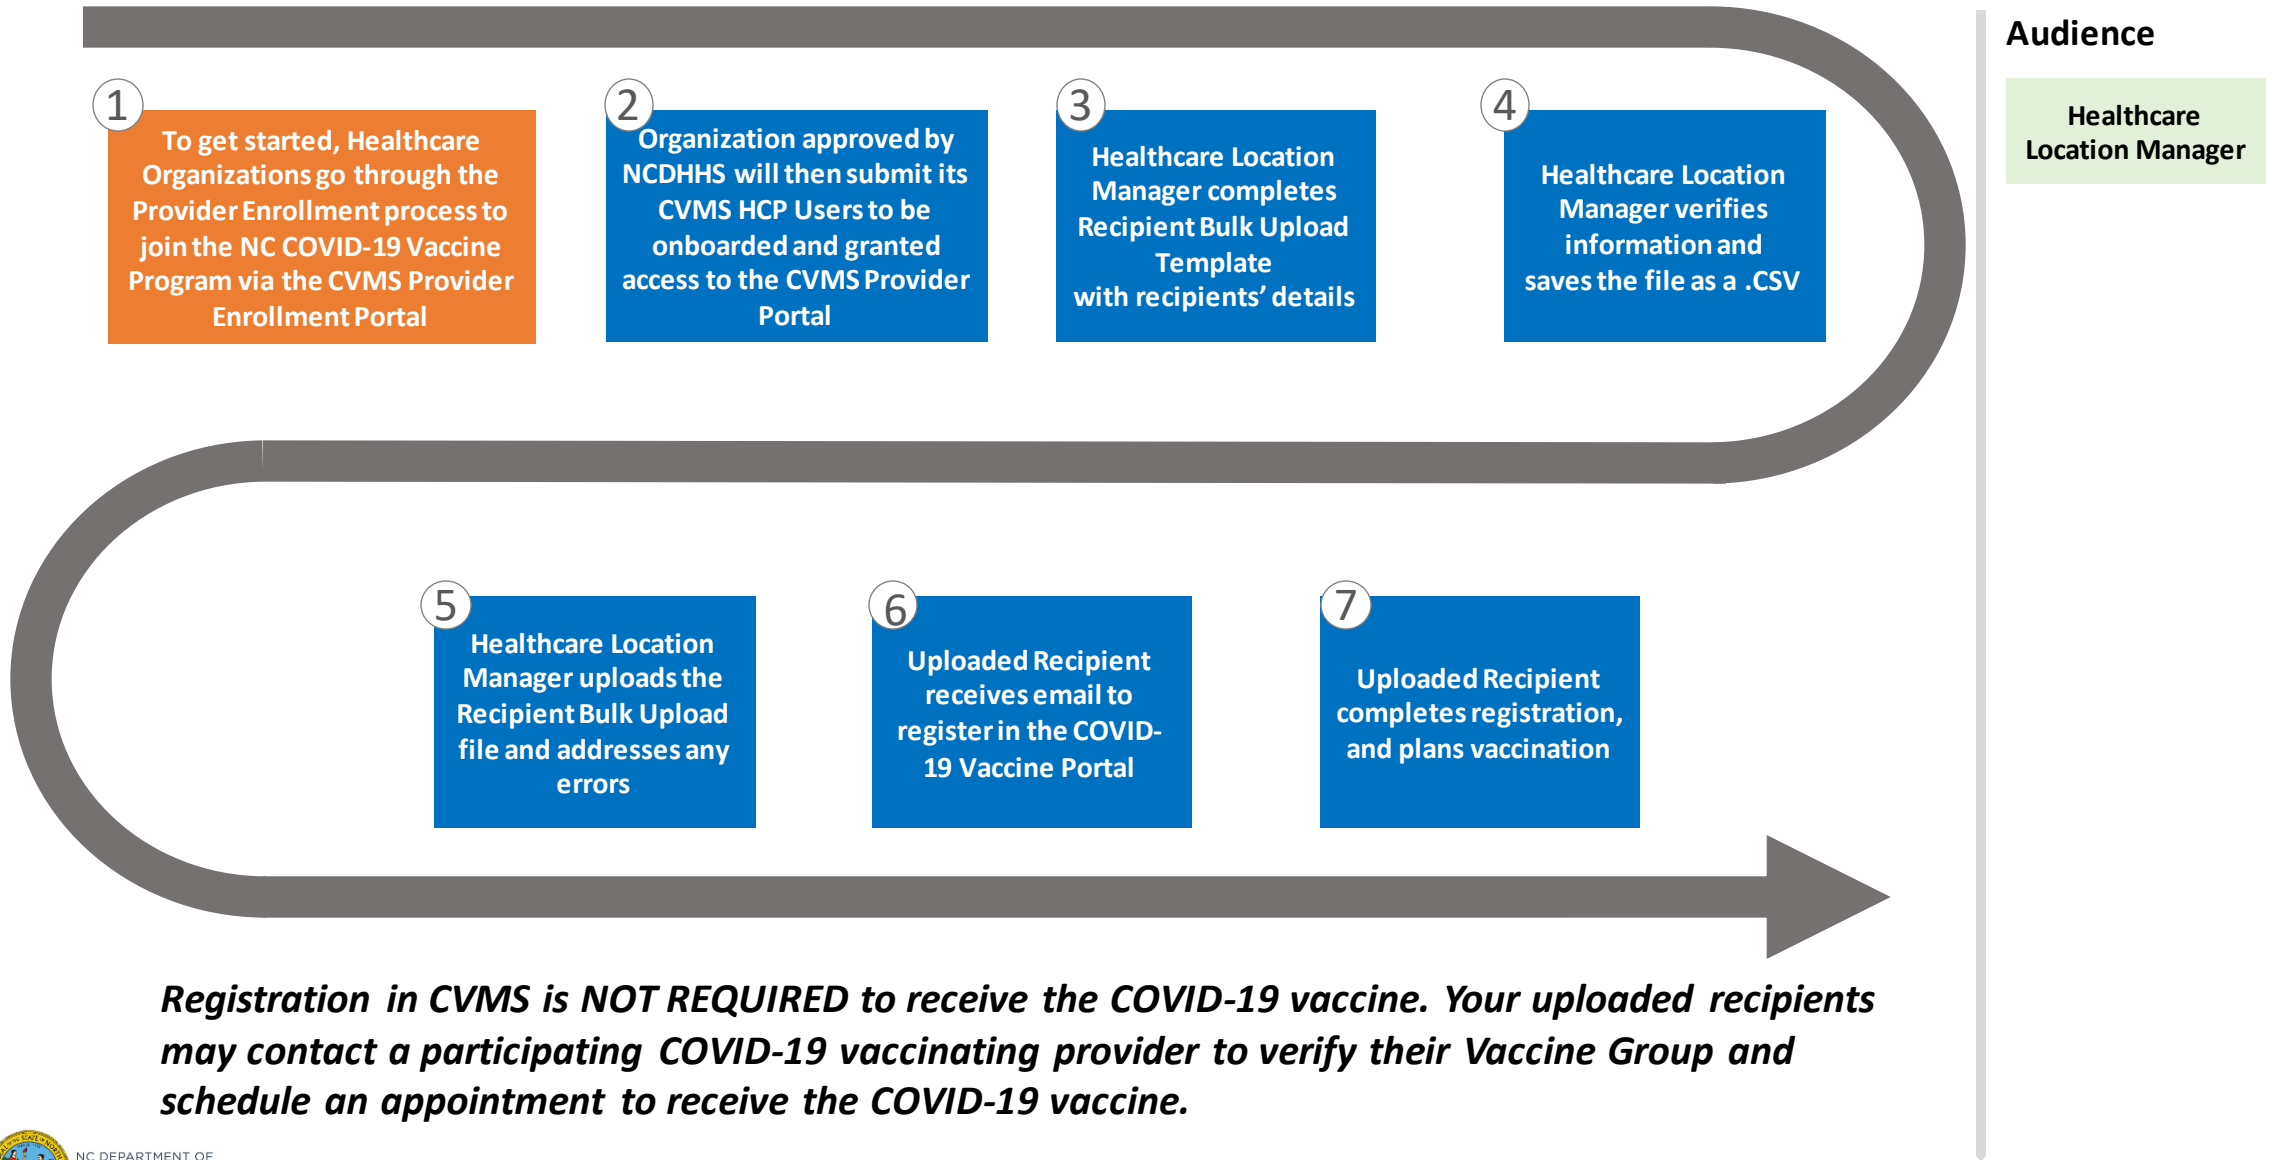 1
To get started, Healthcare
Organizations go through the
Provider Enrollment process to
join the NC COVID-19 Vaccine
Program via the CVMS Provider
Enrollment Portal
2
Organization approved by
NCDHHS will then submit its
CVMS HCP Users to be
onboarded and granted
access to the CVMS Provider
Portal
3
Healthcare Location
Manager completes
Recipient Bulk Upload
Template
with recipients’ details
4
Healthcare Location
Manager verifies
information and
saves the file as a .CSV
Audience
Healthcare
Location Manager
5
Healthcare Location
Manager uploads the
Recipient Bulk Upload
file and addresses any
errors
6
Uploaded Recipient
receives email to
register in the COVID-
19 Vaccine Portal
7
Uploaded Recipient
completes registration,
and plans vaccination
Registration in CVMS is NOT REQUIRED to receive the COVID-19 vaccine. Your uploaded recipients
may contact a participating COVID-19 vaccinating provider to verify their Vaccine Group and
schedule an appointment to receive the COVID-19 vaccine.
NC DEPARTMENT OF